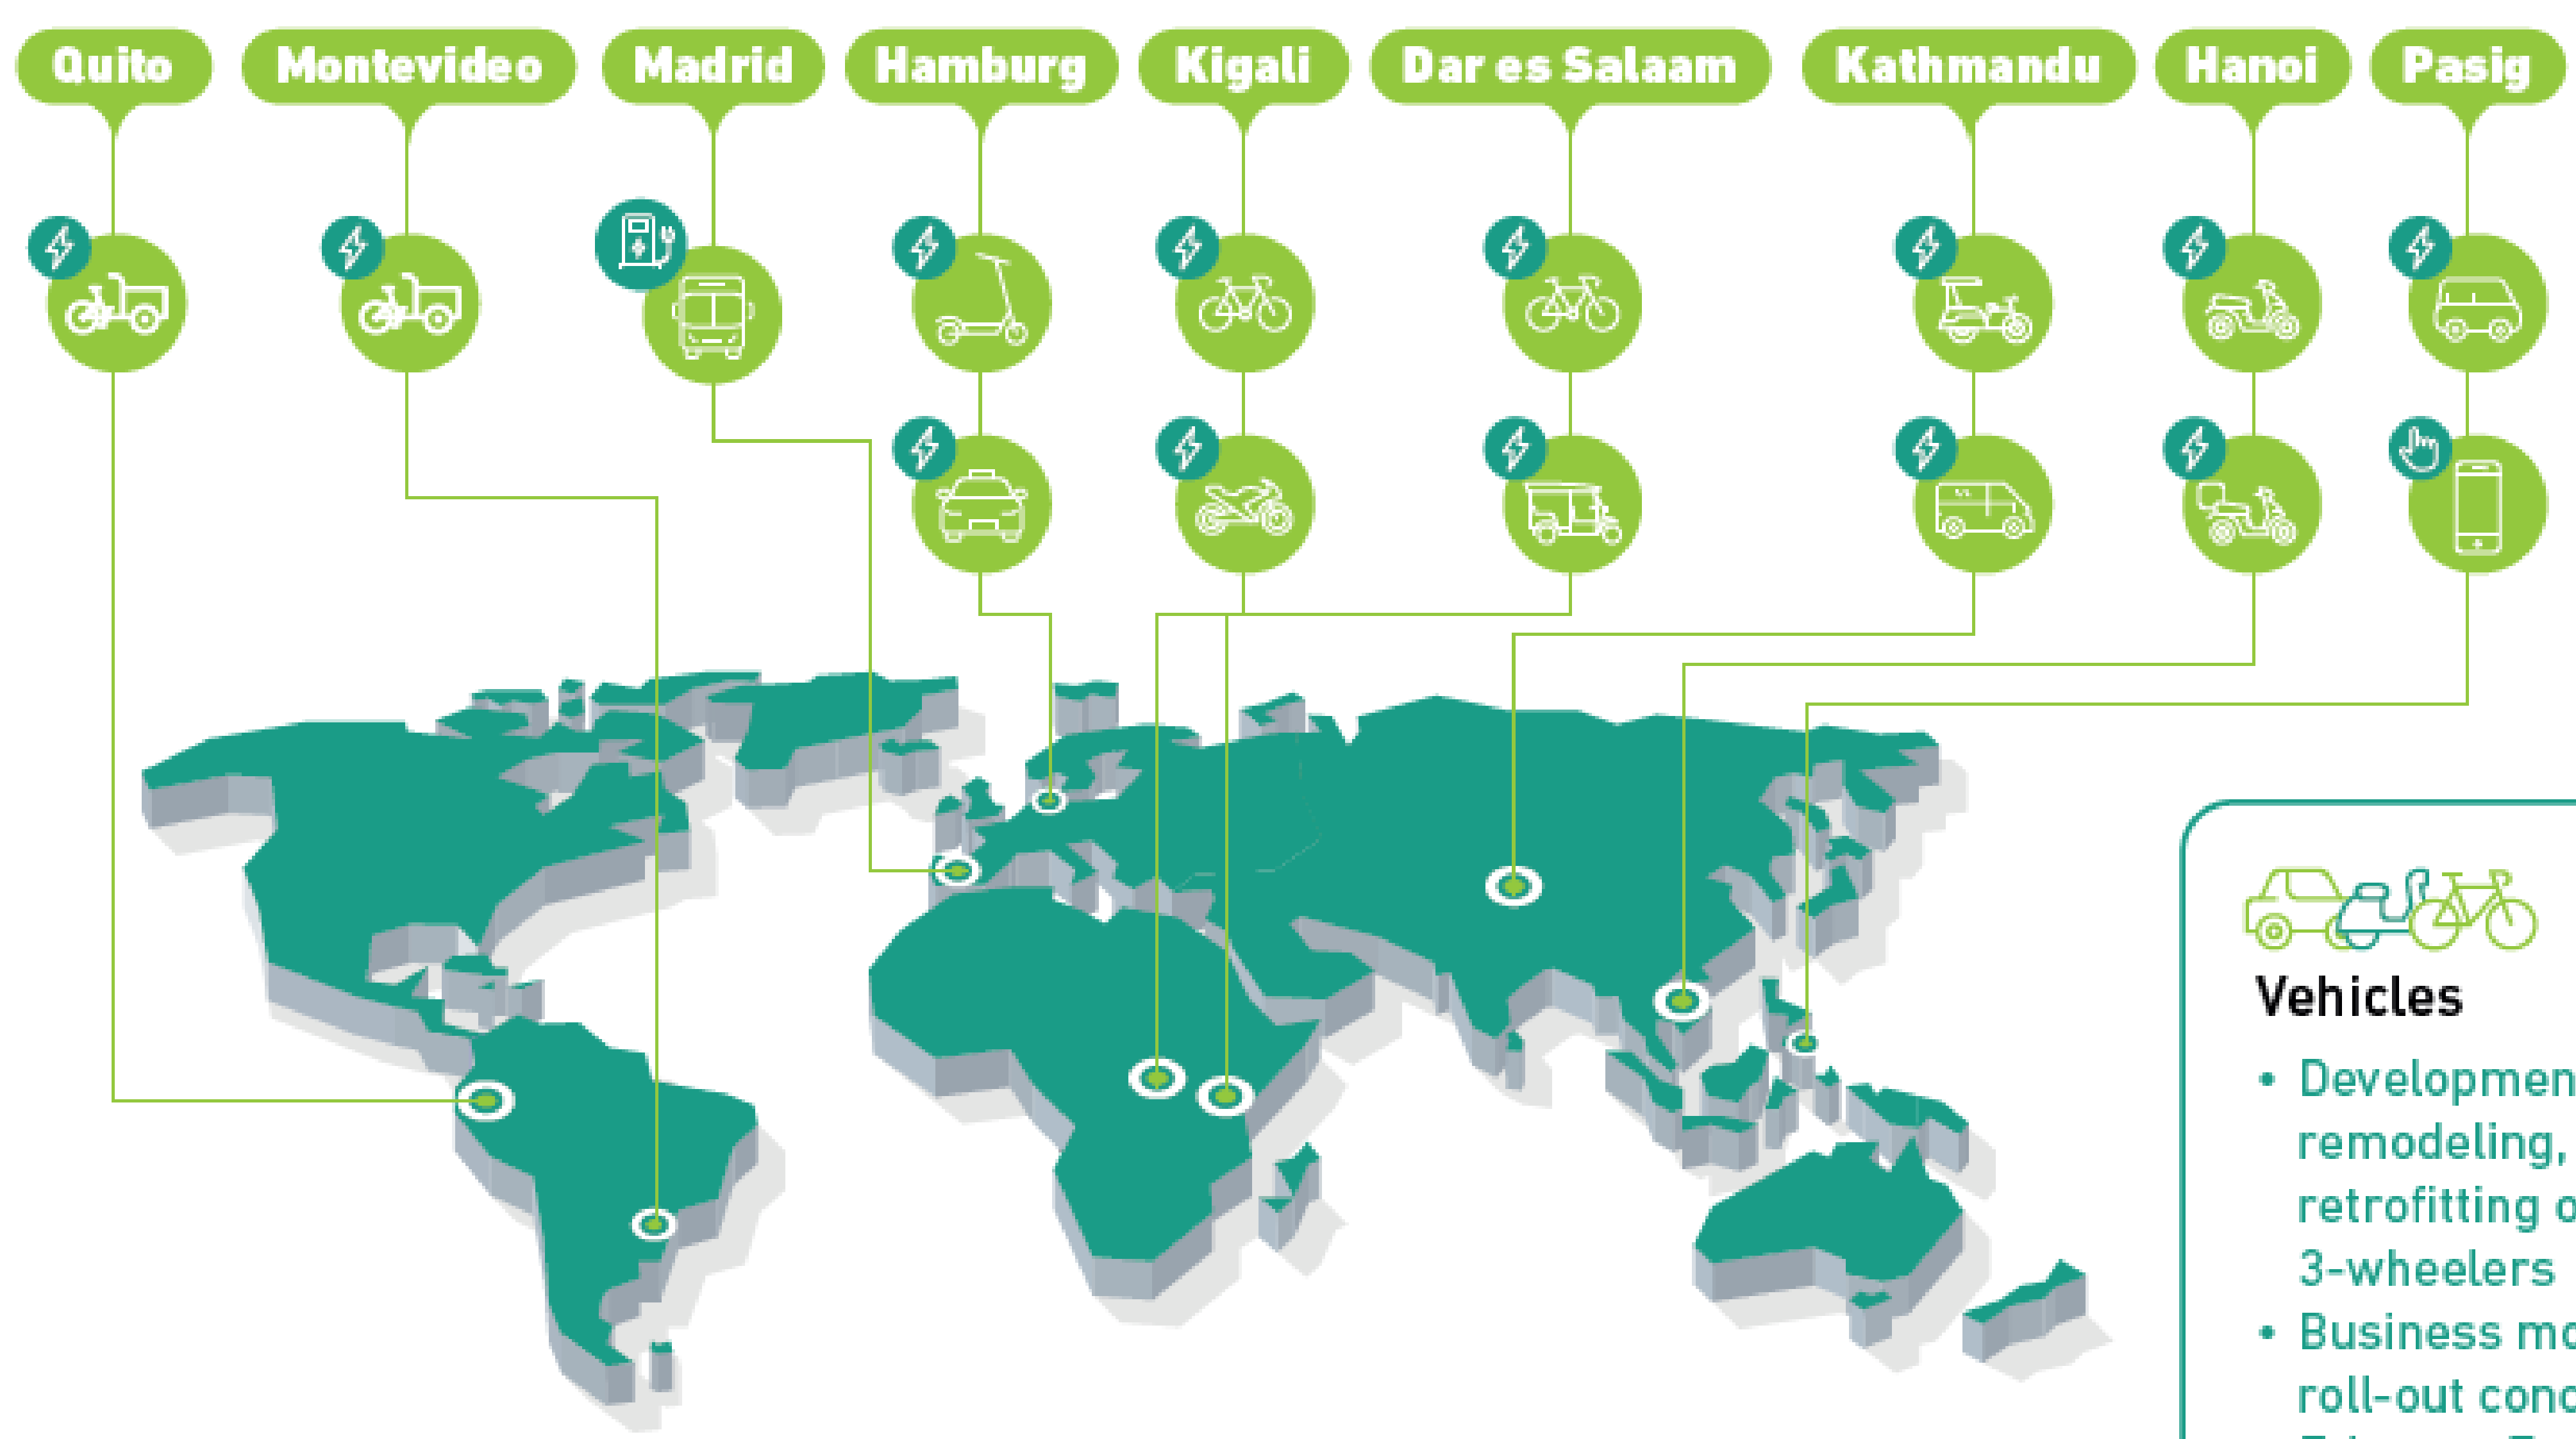 Quito
Montevideo
Madrid
Hamburg
Kigali
Dar es Salaam
Kathmandu
Hanoi
Pasig
Vehicles
• Developmen
remodeling,
retrofitting o
3-wheelers
• Business mo
roll-out conc